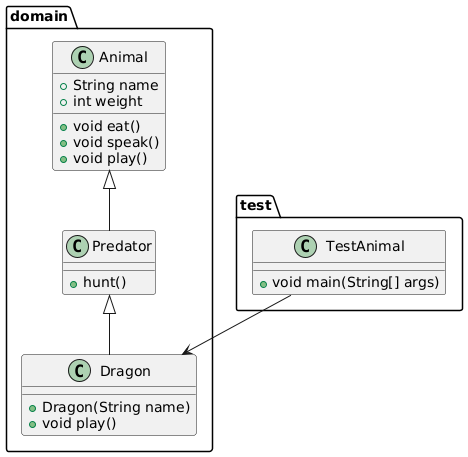 domain
C Animal
String name
int weight
void eat()
void speak()
void play()
C Predator
hunt()
C Dragon
Dragon(String name)
void play()
test
C TestAnimal
void main(String[] args)